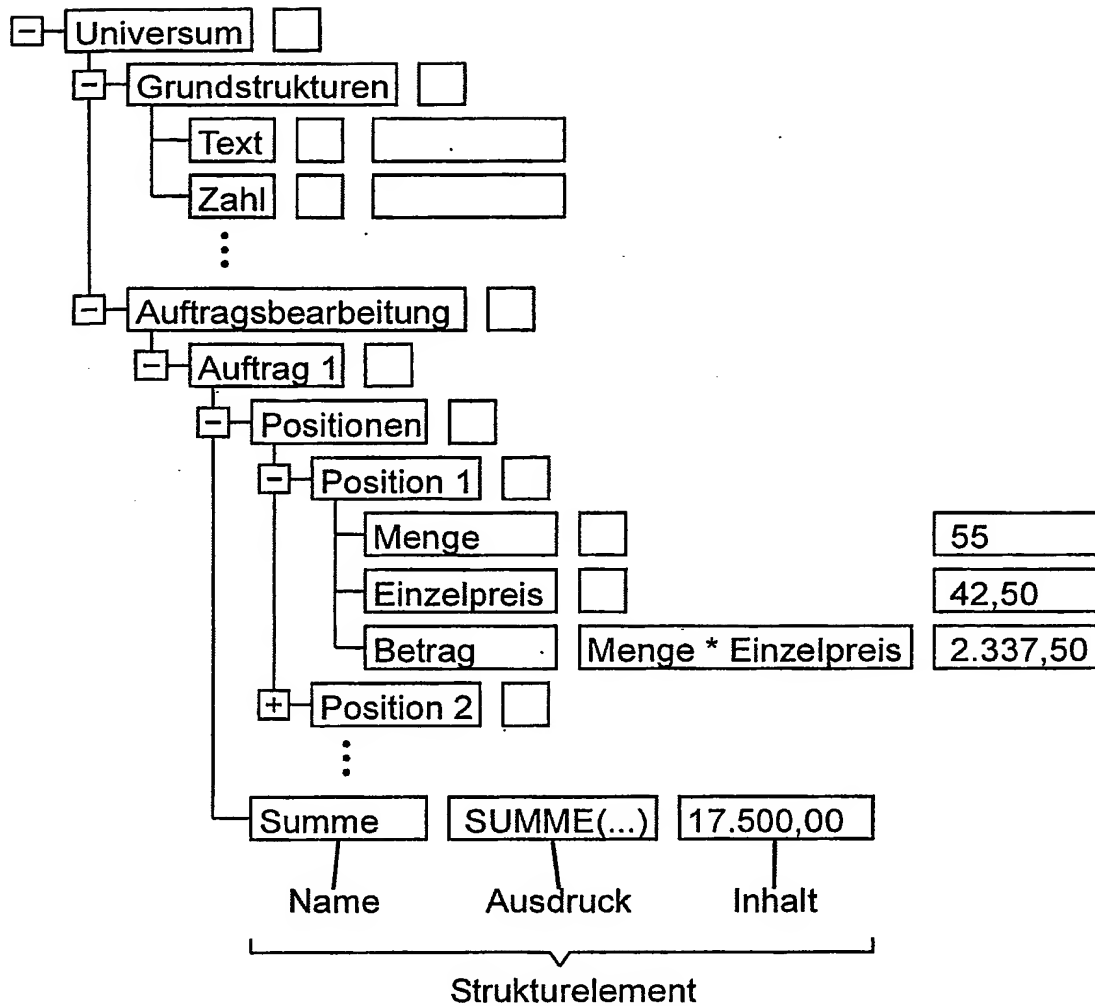 Universum
Grundstrukturen
Text
Zahl
Auftragsbearbeitung
Auftrag 1
Positionen
Position 1
Menge 55
Einzelpreis 42,50
Betrag Menge * Einzelpreis 2.337,50
Position 2
Summe SUMME(...) 17.500,00
Name Ausdruck Inhalt
Strukturelement